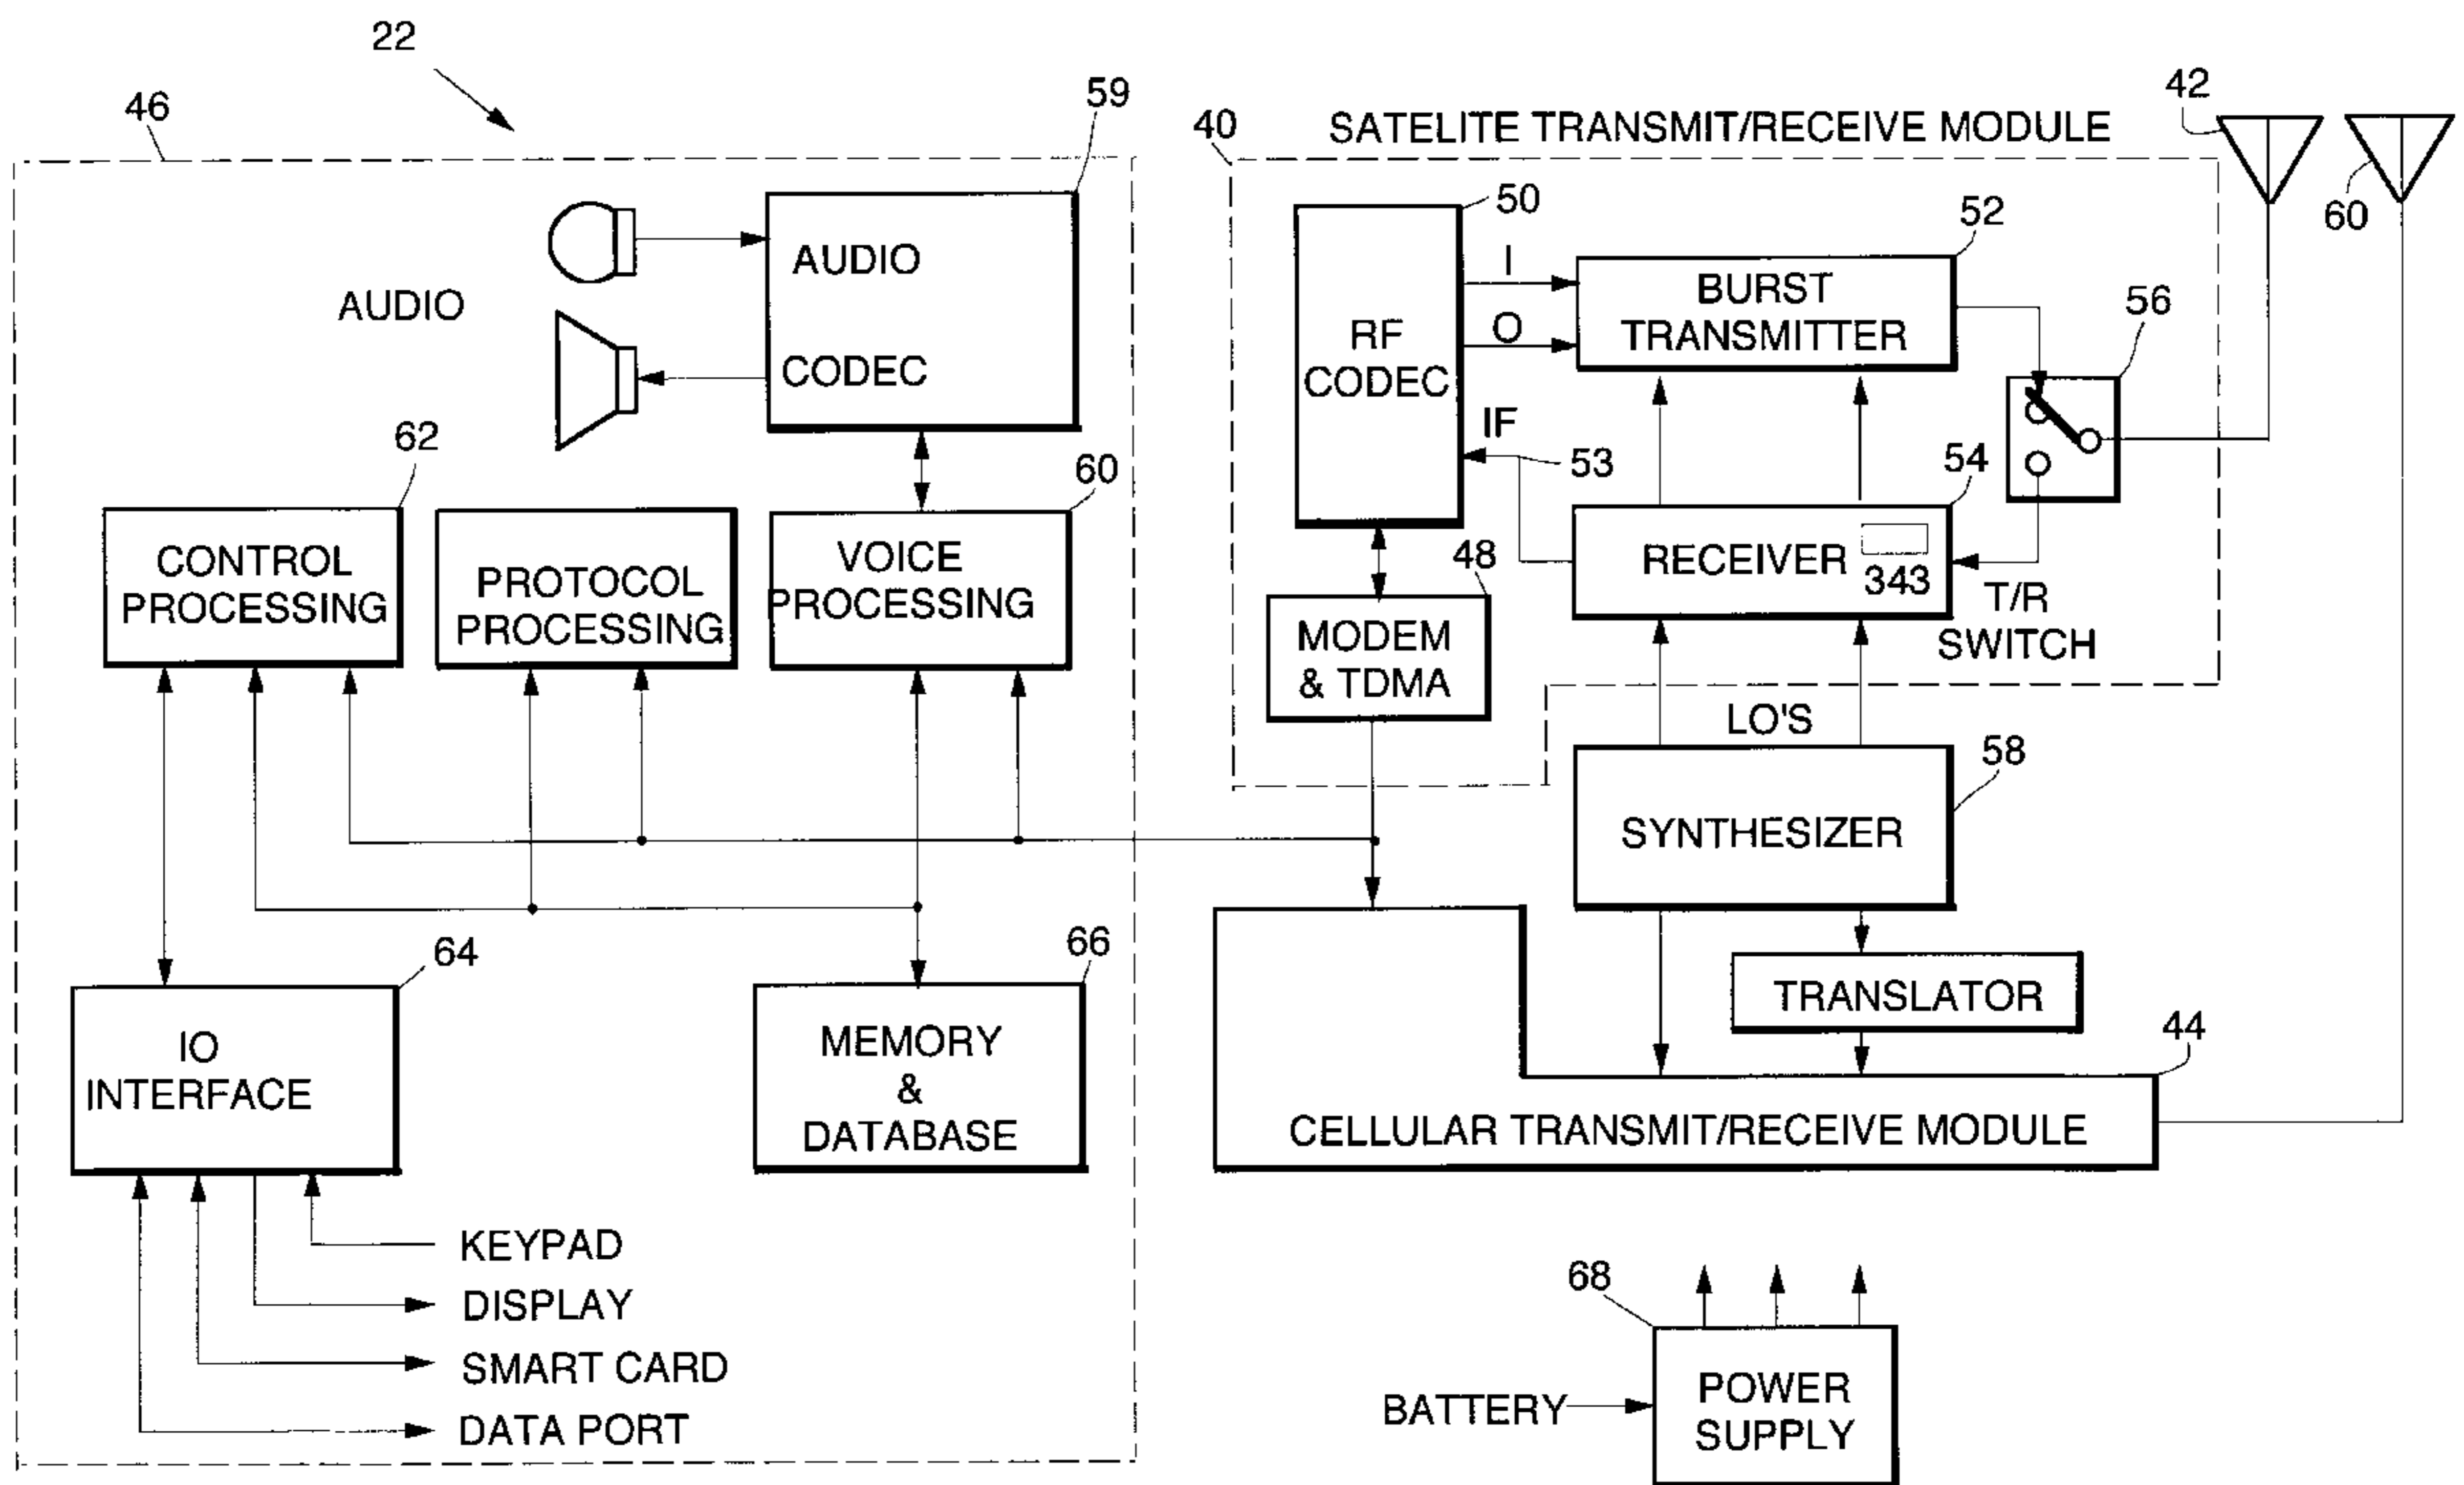 22
46
59
AUDIO
AUDIO
CODEC
62
60
CONTROL
PROCESSING
PROTOCOL
PROCESSING
VOICE
PROCESSING
64
66
IO
INTERFACE
MEMORY
&
DATABASE
KEYPAD
DISPLAY
SMART CARD
DATA PORT
40
SATELITE TRANSMIT/RECEIVE MODULE
42
60
50
52
I
O
RF
CODEC
BURST
TRANSMITTER
56
IF
53
54
RECEIVER
343
T/R
SWITCH
48
MODEM
& TDMA
LO'S
58
SYNTHESIZER
TRANSLATOR
44
CELLULAR TRANSMIT/RECEIVE MODULE
68
BATTERY
POWER
SUPPLY